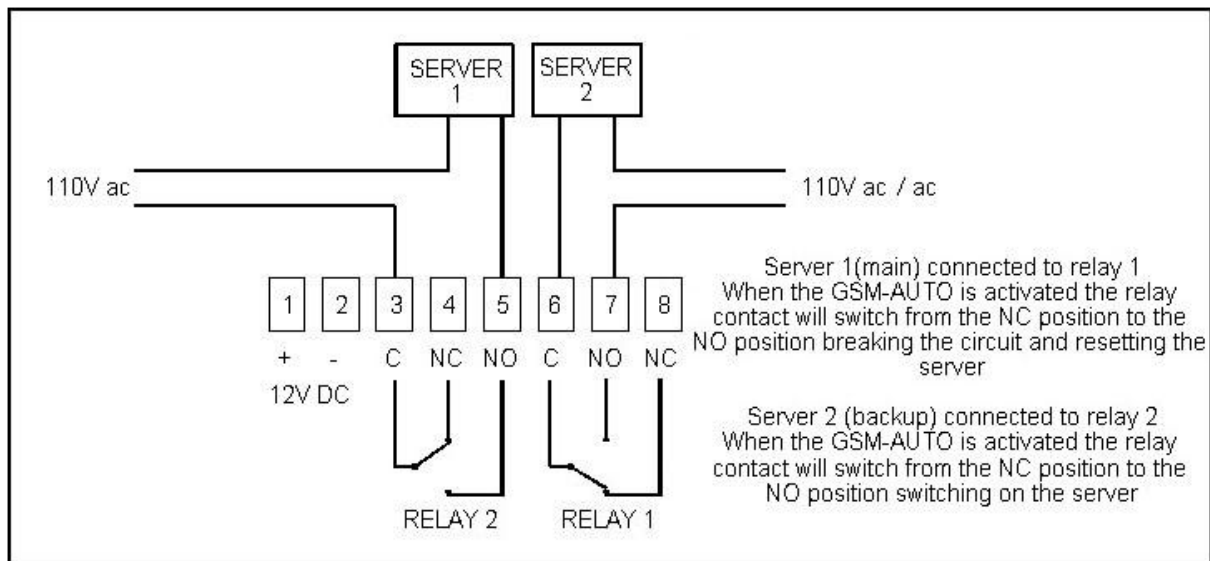 SERVER
1
SERVER
2
110V ac
110V ac / ac
1 2 3 4 5 6 7 8
+ - C NC NO C NO NC
12V DC
RELAY 2 RELAY 1
Server 1(main) connected to relay 1
When the GSM-AUTO is activated the relay
contact will switch from the NC position to the
NO position breaking the circuit and resetting the
server
Server 2 (backup) connected to relay 2
When the GSM-AUTO is activated the relay
contact will switch from the NC position to the
NO position switching on the server